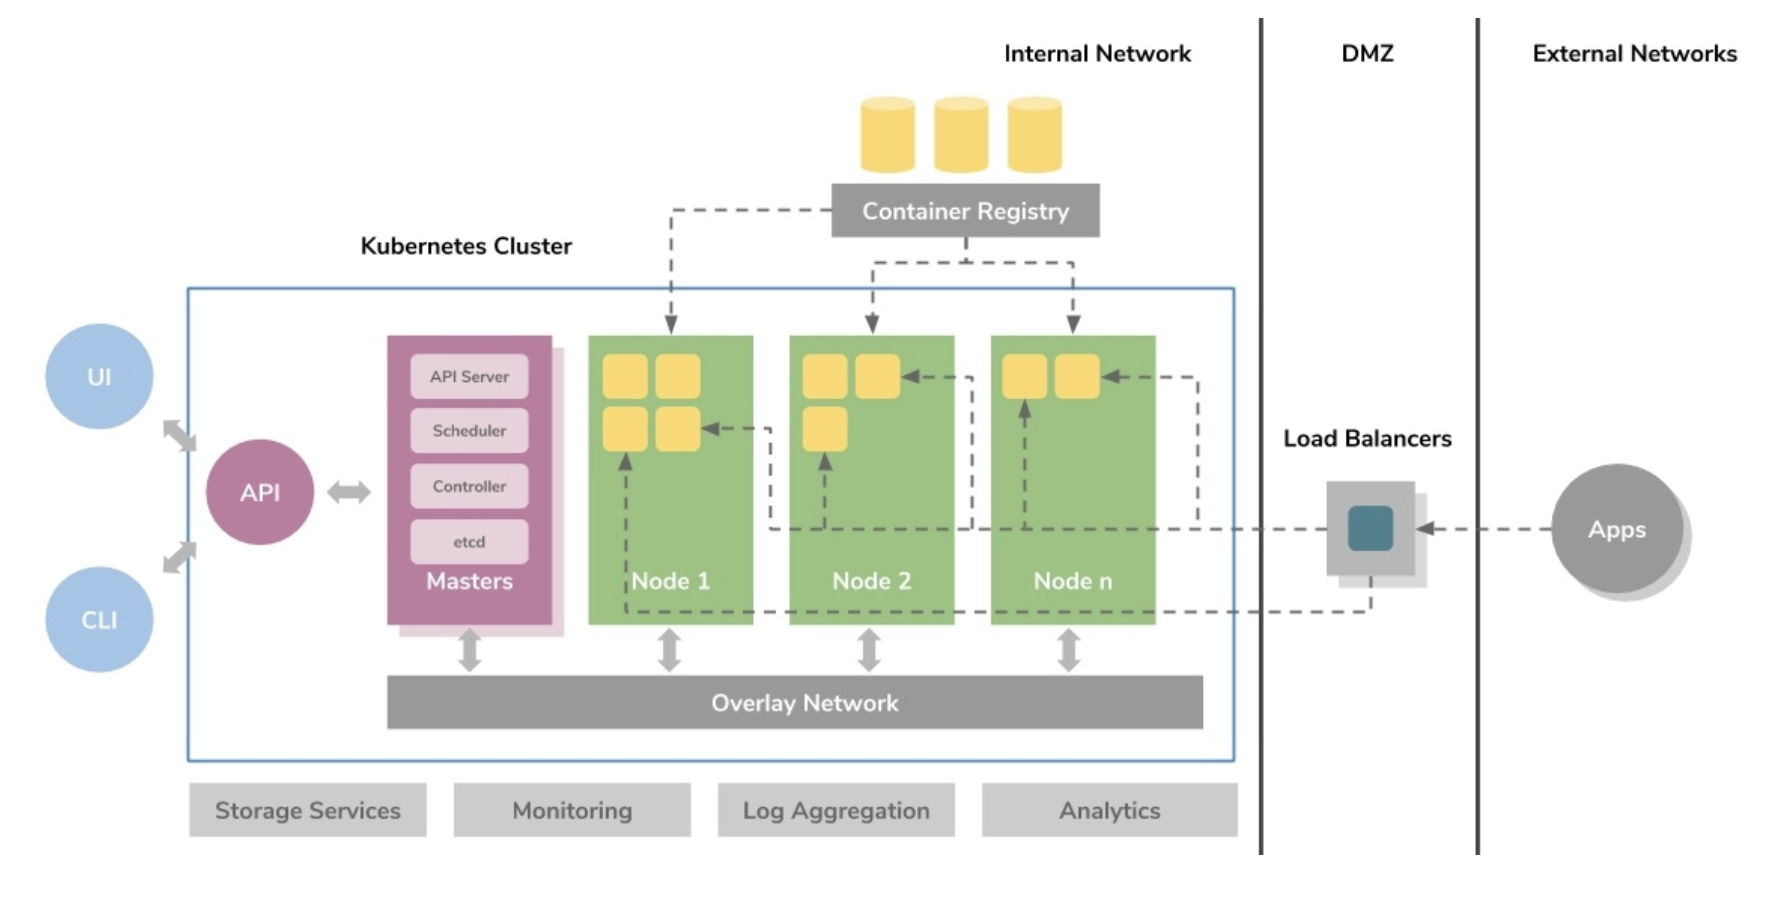 Internal Network
DMZ
External Networks
Container Registry
Kubernetes Cluster
UI
API
CLI
API Server
Scheduler
Controller
etcd
Masters
Node 1
Node 2
Node n
Load Balancers
Apps
Overlay Network
Storage Services
Monitoring
Log Aggregation
Analytics